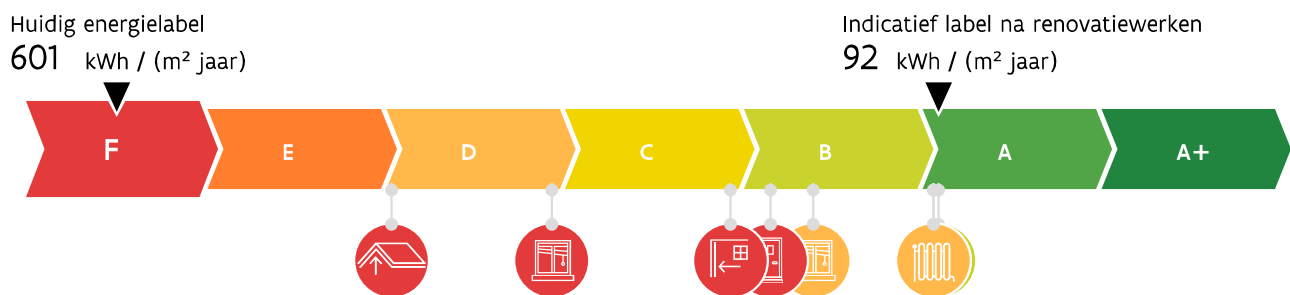 Huidig energielabel
601 kWh / (m² jaar)
Indicatief label na renovatiewerken
92 kWh / (m² jaar)
F E D C B A A+